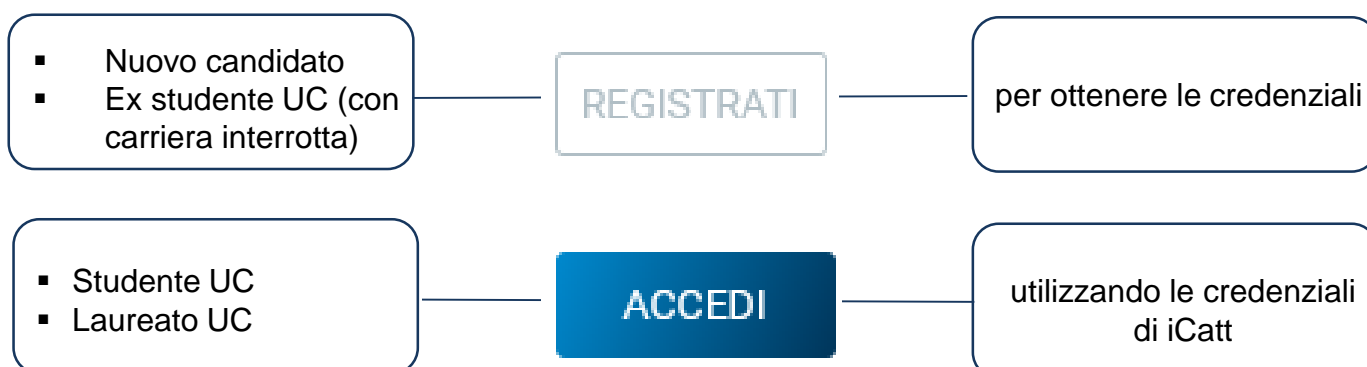 ▪ Nuovo candidato
▪ Ex studente UC (con
carriera interrotta)
REGISTRATI
per ottenere le credenziali
▪ Studente UC
▪ Laureato UC
ACCEDI
utilizzando le credenziali
di iCatt